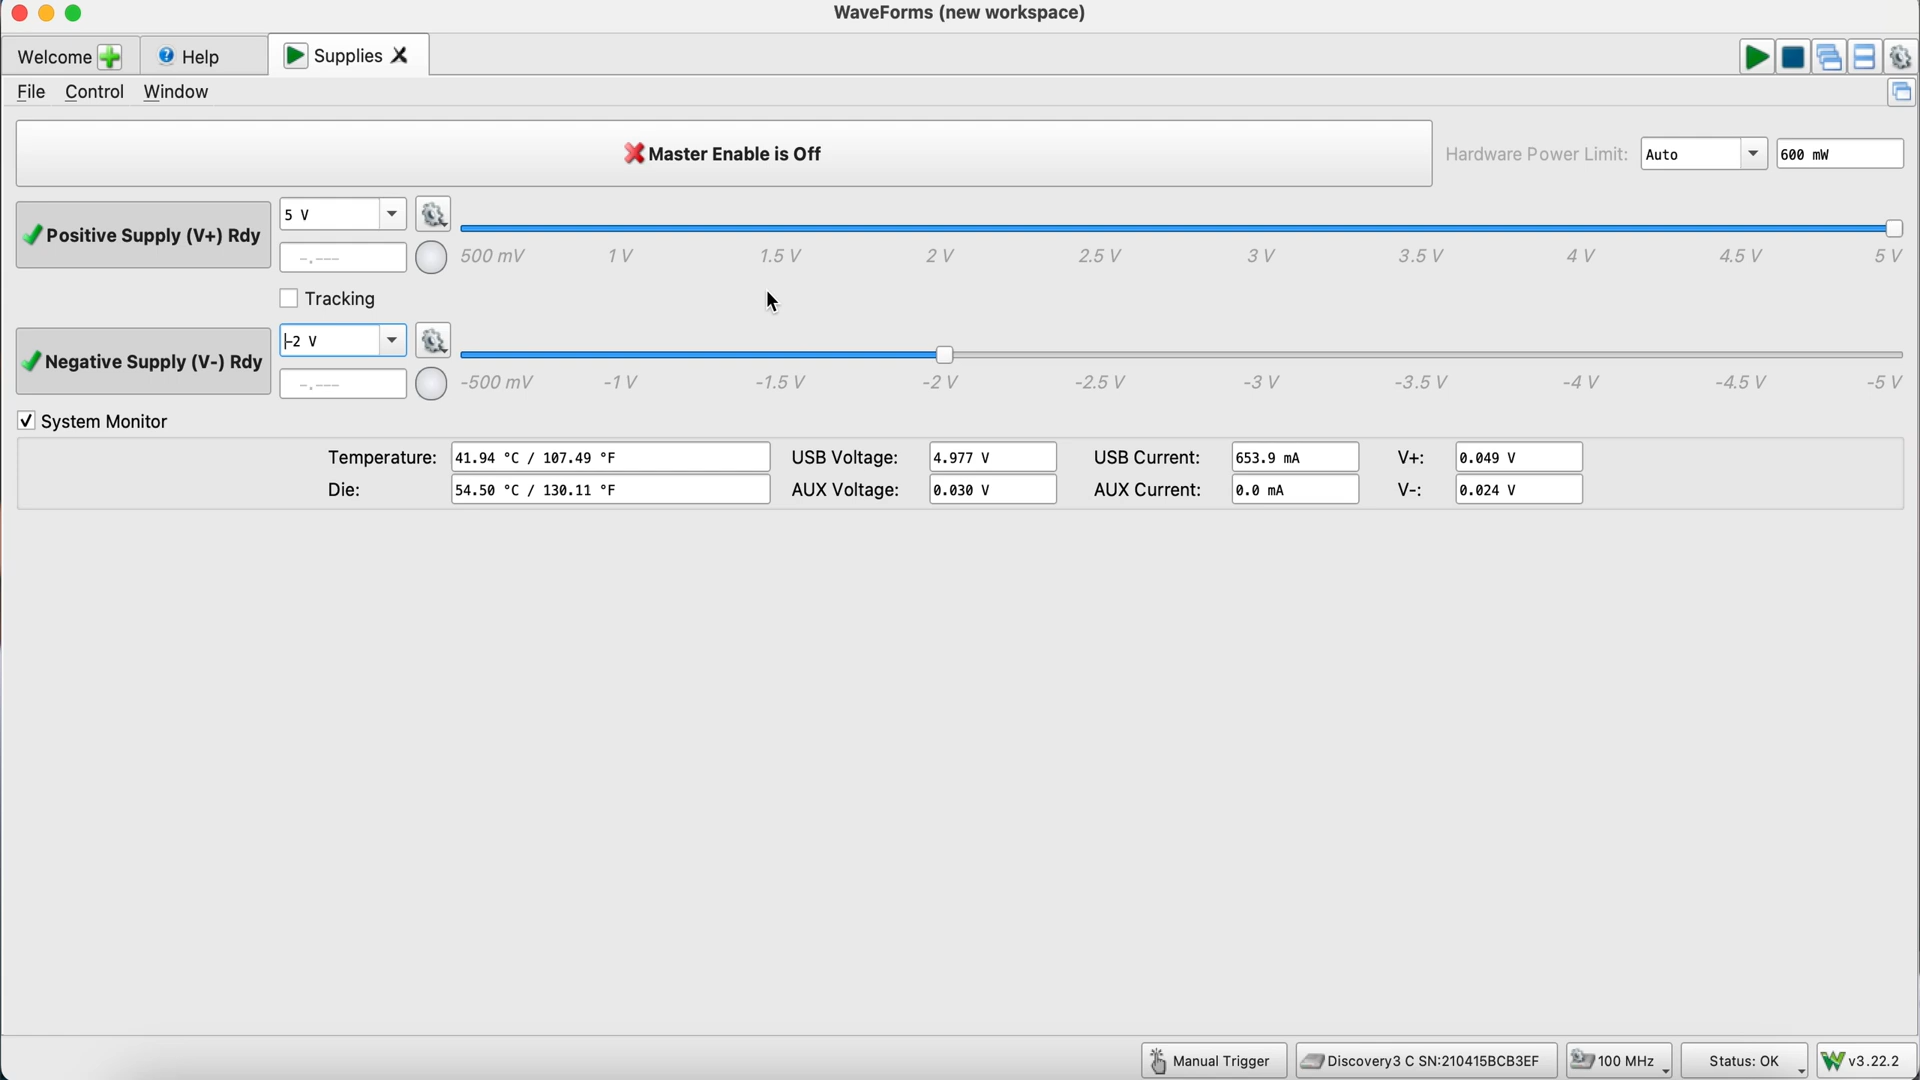 WaveForms (new workspace)
Welcome Help Supplies
File Control Window
Master Enable is Off Hardware Power Limit: Auto 600 mW
Positive Supply (V+) Rdy 5 V
-.---
500 mV 1 V 1.5 V 2 V 2.5 V 3 V 3.5 V 4 V 4.5 V 5 V
Tracking
Negative Supply (V-) Rdy -2 V
-.---
-500 mV -1 V -1.5 V -2 V -2.5 V -3 V -3.5 V -4 V -4.5 V -5 V
System Monitor
Temperature: 41.94 °C / 107.49 °F USB Voltage: 4.977 V USB Current: 653.9 mA V+: 0.049 V
Die: 54.50 °C / 130.11 °F AUX Voltage: 0.030 V AUX Current: 0.0 mA V-: 0.024 V
Manual Trigger Discovery3 C SN:210415BCB3EF 100 MHz Status: OK v3.22.2